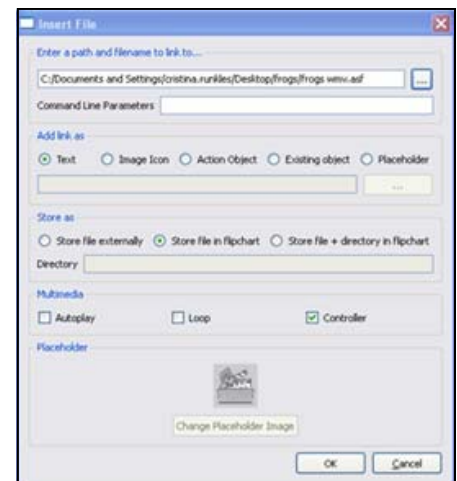 Insert File
Enter a path and filename to link to...
C:/Documents and Settings/cristina.runkles/Desktop/frogs/frogs wmv.asf
...
Command Line Parameters
Add link as
Text Image Icon Action Object Existing object Placeholder
...
Store as
Store file externally Store file in flipchart Store file + directory in flipchart
Directory
Multimedia
Autoplay Loop Controller
Placeholder
Change Placeholder Image
OK Cancel